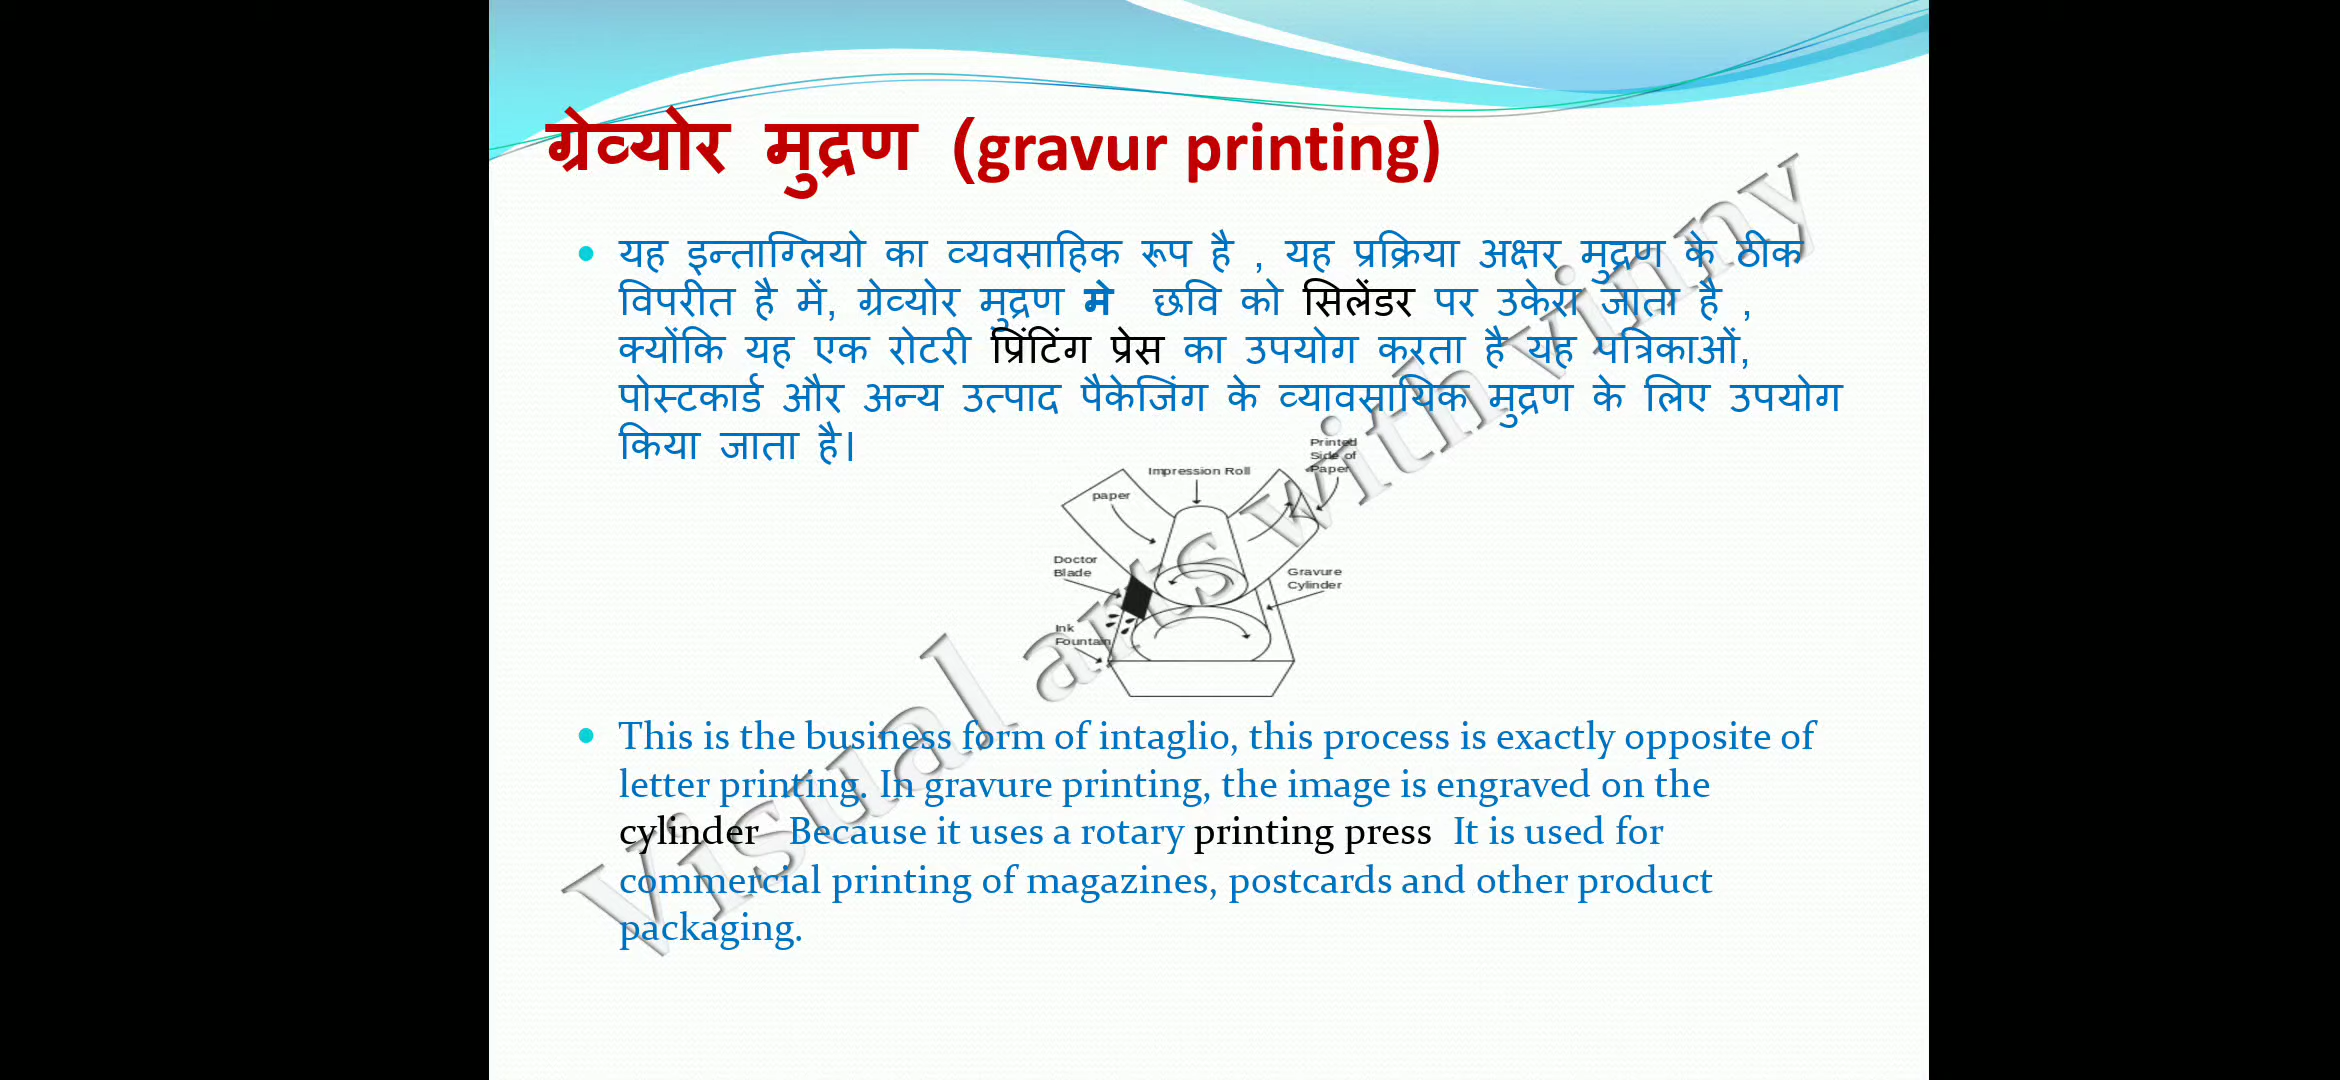 ग्रेव्योर मुद्रण (gravur printing)
यह इन्ताग्लियो का व्यवसाहिक रूप है , यह प्रक्रिया अक्षर मुद्रण के ठीक
विपरीत है में, ग्रेव्योर मुद्रण मे छवि को सिलेंडर पर उकेरा जाता है ,
क्योंकि यह एक रोटरी प्रिंटिंग प्रेस का उपयोग करता है यह पत्रिकाओं,
पोस्टकार्ड और अन्य उत्पाद पैकेजिंग के व्यावसायिक मुद्रण के लिए उपयोग
किया जाता है।
Printed
Side of
Paper
Impression Roll
paper
Doctor
Blade
Gravure
Cylinder
Ink
Fountain
This is the business form of intaglio, this process is exactly opposite of
letter printing. In gravure printing, the image is engraved on the
cylinder Because it uses a rotary printing press It is used for
commercial printing of magazines, postcards and other product
packaging.
Visual arts with vinny